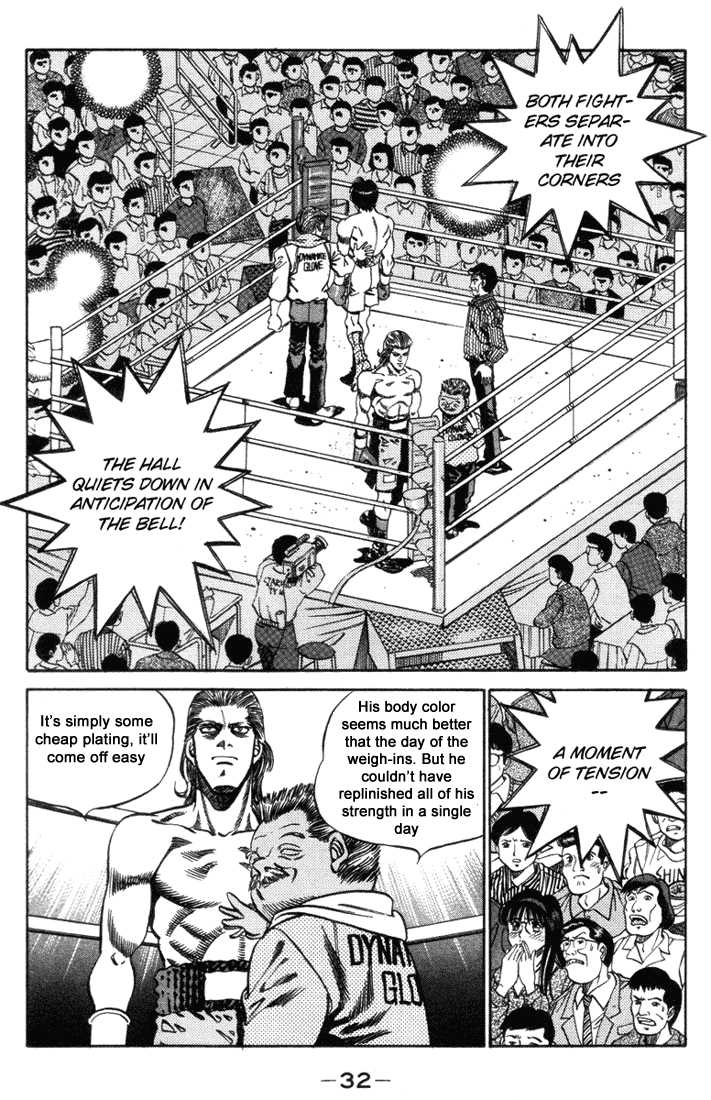 BOTH FIGHT-
ERS SEPAR-
ATE INTO
THEIR
CORNERS
DYNAMITE
GLOVE
THE HALL
QUIETS DOWN IN
ANTICIPATION OF
THE BELL!
It's simply some
cheap plating, it'll
come off easy
His body color
seems much better
that the day of the
weigh-ins. But he
couldn't have
replinished all of his
strength in a single
day
DYNA
GLO
A MOMENT
OF TENSION
--
SHIN
-32-